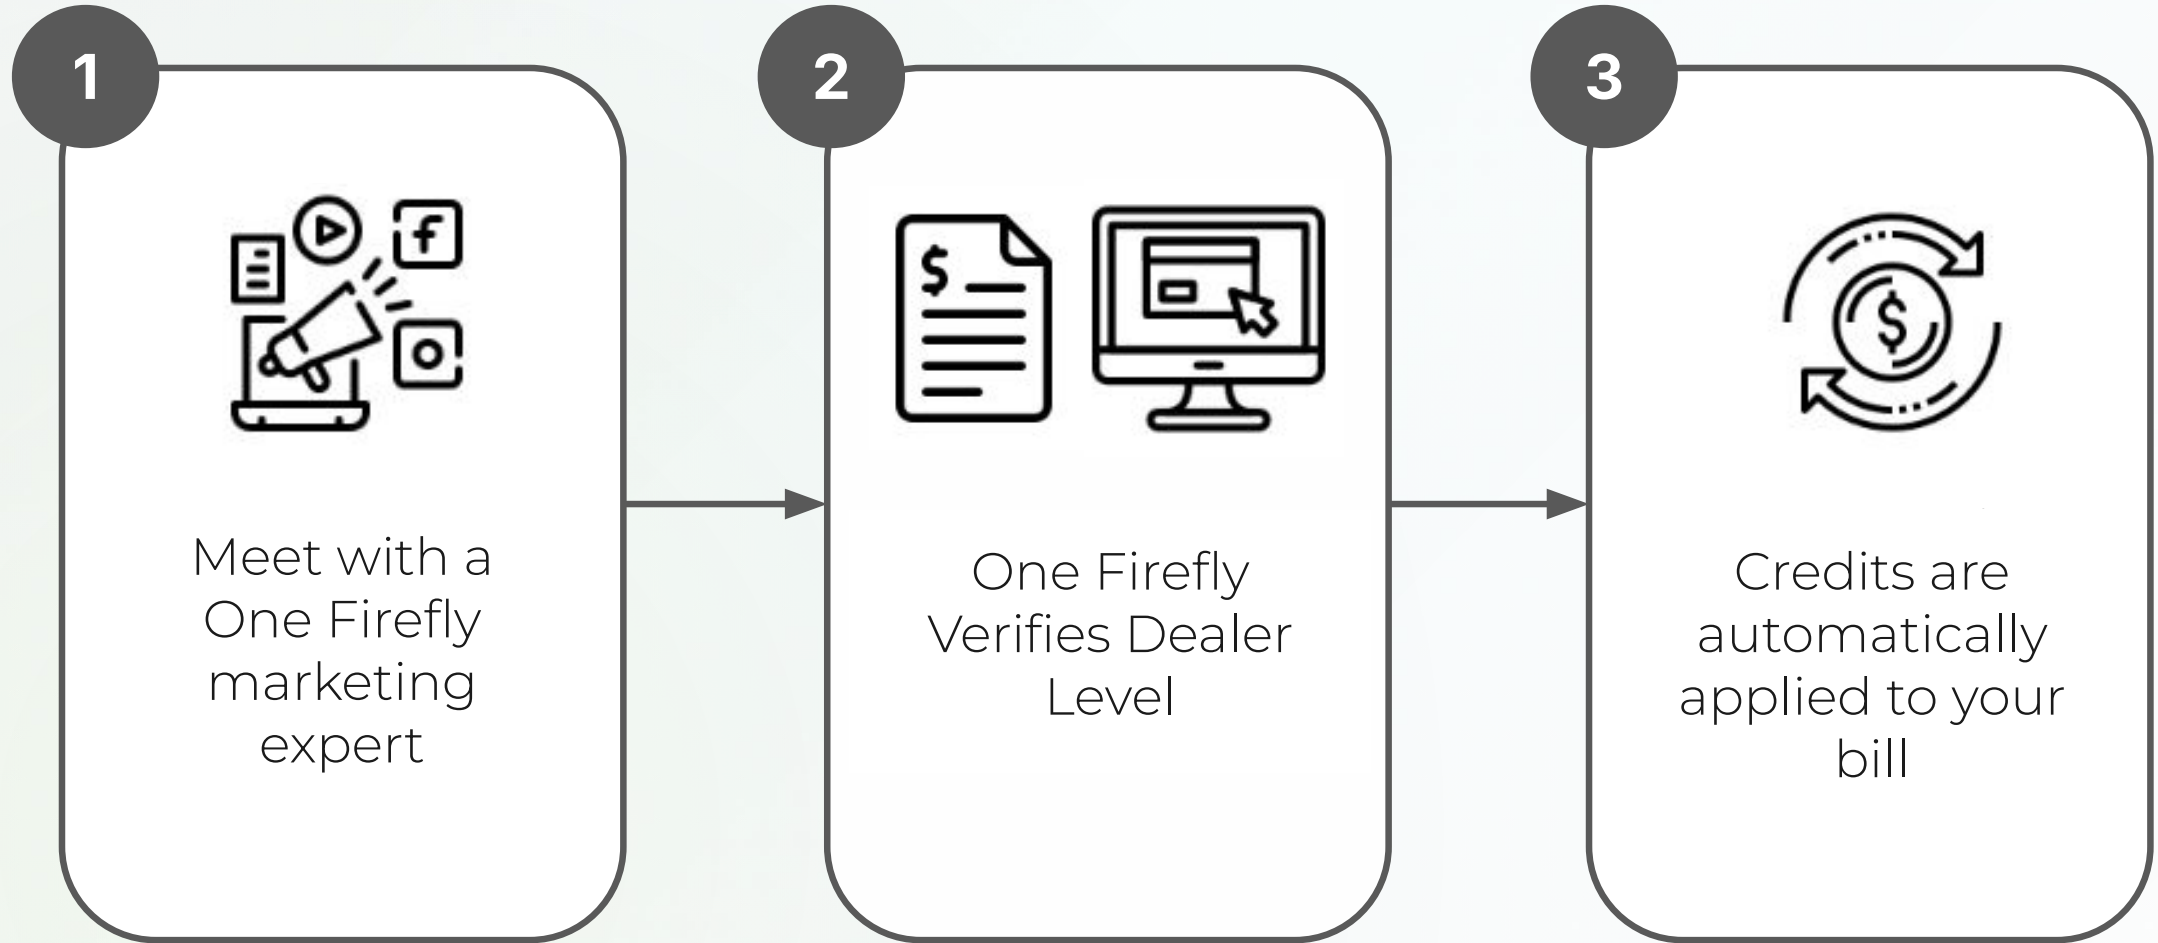 1
Meet with a
One Firefly
marketing
expert
2
$
One Firefly
Verifies Dealer
Level
3
$
Credits are
automatically
applied to your
bill